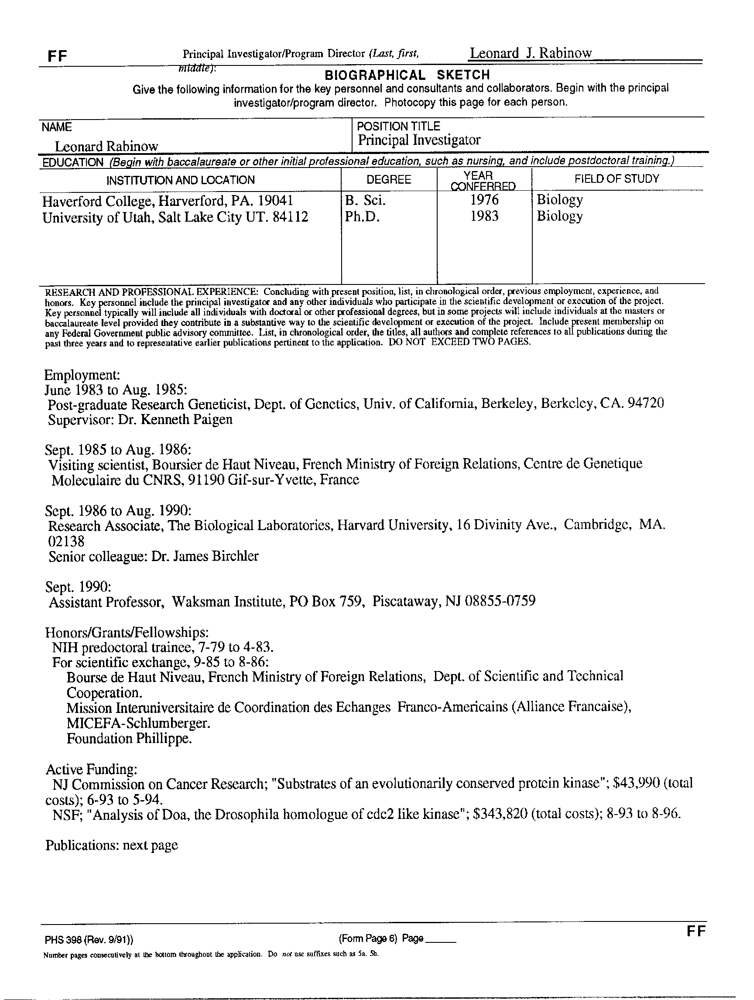 FF
Principal Investigator/Program Director (Last, first, middle): Leonard J. Rabinow
BIOGRAPHICAL SKETCH
Give the following information for the key personnel and consultants and collaborators. Begin with the principal
investigator/program director. Photocopy this page for each person.
NAME
Leonard Rabinow
POSITION TITLE
Principal Investigator
EDUCATION (Begin with baccalaureate or other initial professional education, such as nursing, and include postdoctoral training.)
INSTITUTION AND LOCATION DEGREE YEAR CONFERRED FIELD OF STUDY
Haverford College, Harverford, PA. 19041 B. Sci. 1976 Biology
University of Utah, Salt Lake City UT. 84112 Ph.D. 1983 Biology
RESEARCH AND PROFESSIONAL EXPERIENCE: Concluding with present position, list, in chronological order, previous employment, experience, and
honors. Key personnel include the principal investigator and any other individuals who participate in the scientific development or execution of the project.
Key personnel typically will include all individuals with doctoral or other professional degrees, but in some projects will include individuals at the masters or
baccalaureate level provided they contribute in a substantive way to the scientific development or execution of the project. Include present membership on
any Federal Government public advisory committee. List, in chronological order, the titles, all authors and complete references to all publications during the
past three years and to representative earlier publications pertinent to the application. DO NOT EXCEED TWO PAGES.
Employment:
June 1983 to Aug. 1985:
Post-graduate Research Geneticist, Dept. of Genetics, Univ. of California, Berkeley, Berkeley, CA. 94720
Supervisor: Dr. Kenneth Paigen
Sept. 1985 to Aug. 1986:
Visiting scientist, Boursier de Haut Niveau, French Ministry of Foreign Relations, Centre de Genetique
Moleculaire du CNRS, 91190 Gif-sur-Yvette, France
Sept. 1986 to Aug. 1990:
Research Associate, The Biological Laboratories, Harvard University, 16 Divinity Ave., Cambridge, MA.
02138
Senior colleague: Dr. James Birchler
Sept. 1990:
Assistant Professor, Waksman Institute, PO Box 759, Piscataway, NJ 08855-0759
Honors/Grants/Fellowships:
NIH predoctoral trainee, 7-79 to 4-83.
For scientific exchange, 9-85 to 8-86:
Bourse de Haut Niveau, French Ministry of Foreign Relations, Dept. of Scientific and Technical
Cooperation.
Mission Interuniversitaire de Coordination des Echanges Franco-Americains (Alliance Francaise),
MICEFA-Schlumberger.
Foundation Phillippe.
Active Funding:
NJ Commission on Cancer Research; "Substrates of an evolutionarily conserved protein kinase"; $43,990 (total
costs); 6-93 to 5-94.
NSF; "Analysis of Doa, the Drosophila homologue of cdc2 like kinase"; $343,820 (total costs); 8-93 to 8-96.
Publications: next page
PHS 398 (Rev. 9/91)) (Form Page 6) Page_____ FF
Number pages consecutively at the bottom throughout the application. Do not use suffixes such as 5a. 5b.